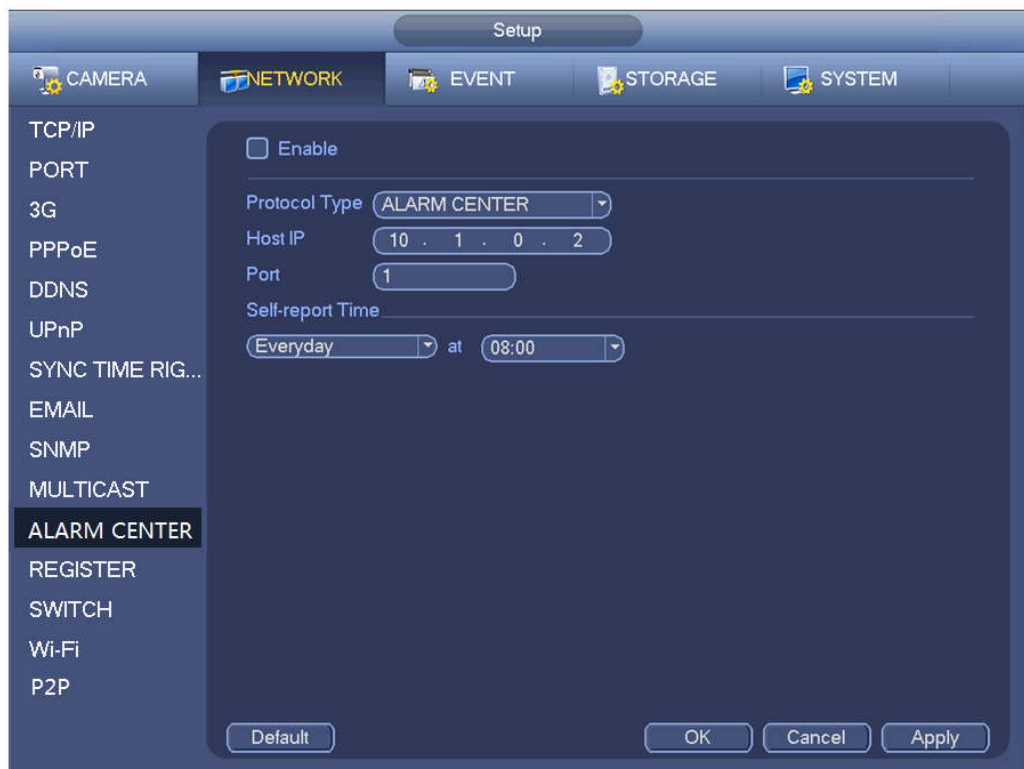 Setup
CAMERA NETWORK EVENT STORAGE SYSTEM
TCP/IP
PORT
3G
PPPoE
DDNS
UPnP
SYNC TIME RIG...
EMAIL
SNMP
MULTICAST
ALARM CENTER
REGISTER
SWITCH
Wi-Fi
P2P
Enable
Protocol Type ALARM CENTER
Host IP 10 . 1 . 0 . 2
Port 1
Self-report Time
Everyday at 08:00
Default OK Cancel Apply